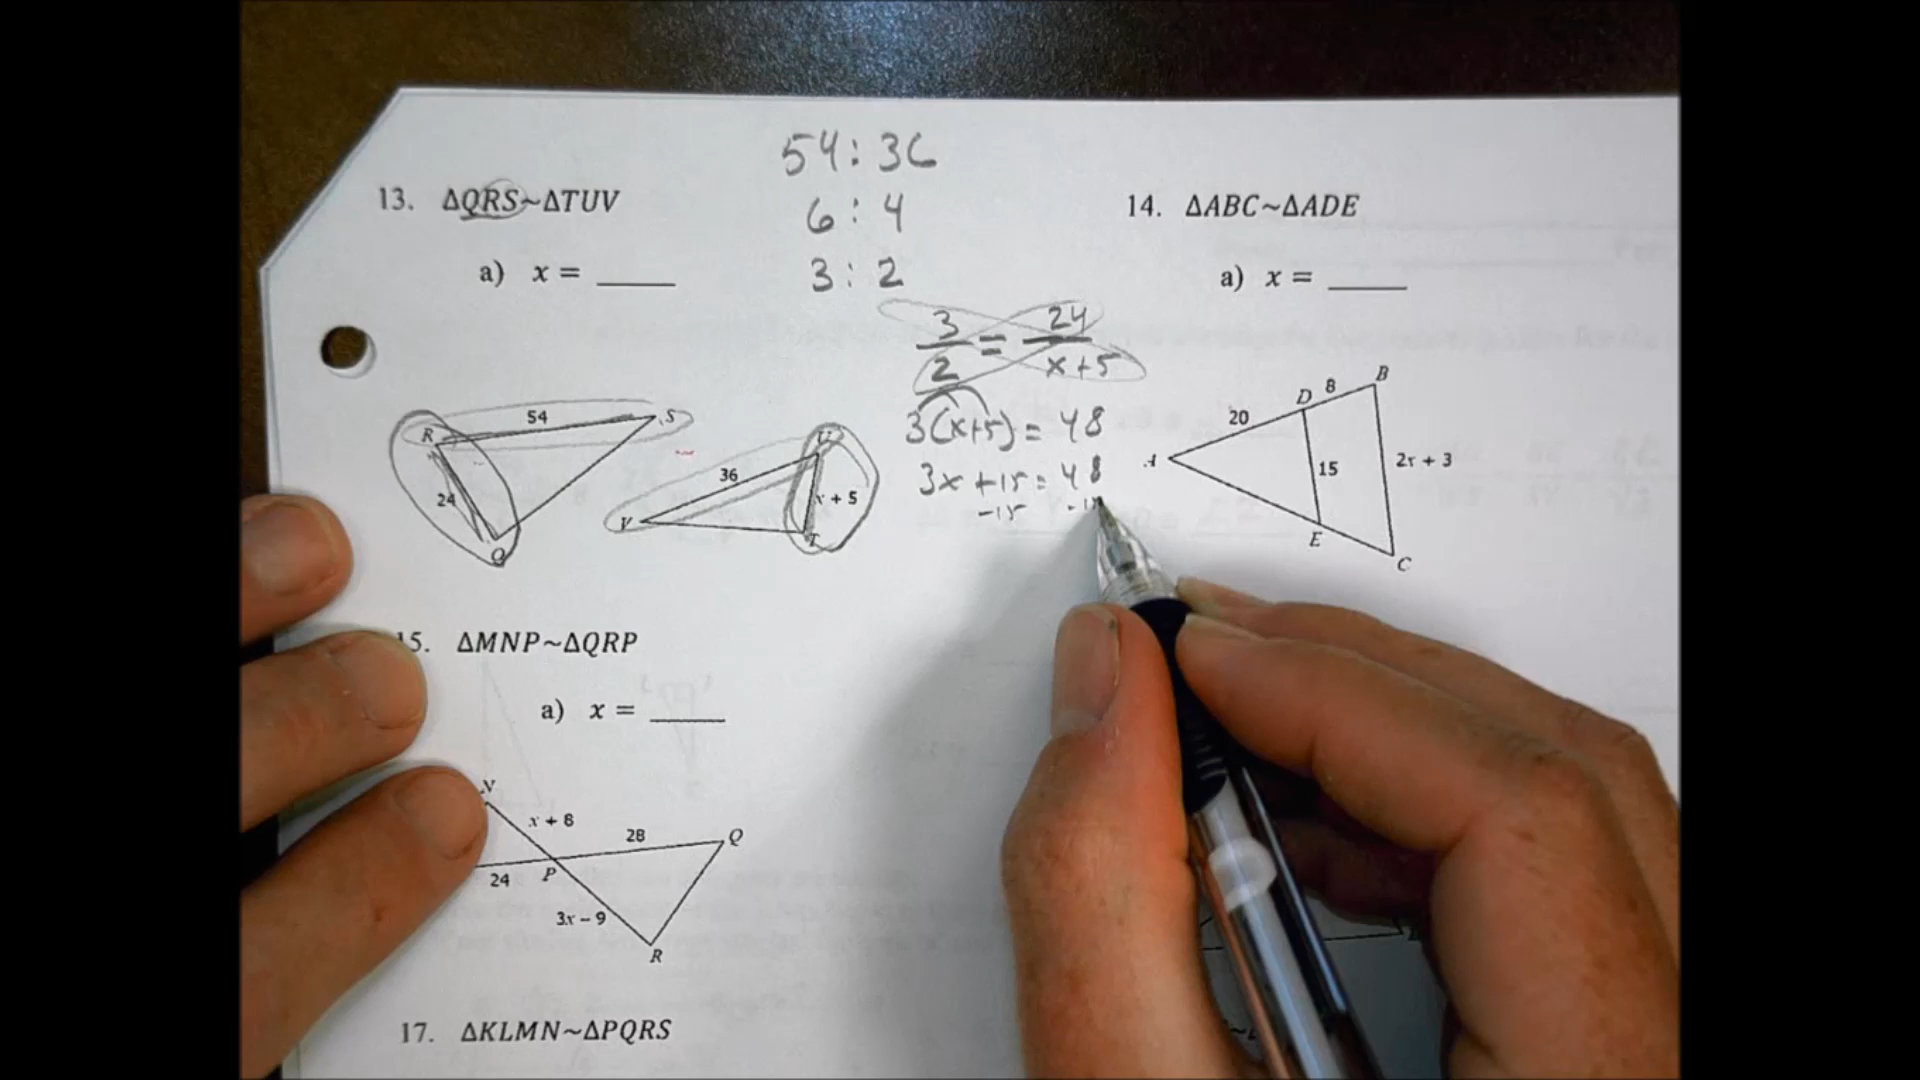 54 : 36
6 : 4
3 : 2
13. ΔQRS~ΔTUV
a) x = ____
3/2 = 24/x+5
3(x+5) = 48
3x + 15 = 48
-15 -15
R
54
S
24
Q
U
36
x + 5
V
T
14. ΔABC~ΔADE
a) x = ____
B
8
D
20
A
15
2x + 3
E
C
15. ΔMNP~ΔQRP
a) x = ____
N
x + 8
28
Q
24
P
3x − 9
R
17. ΔKLMN~ΔPQRS